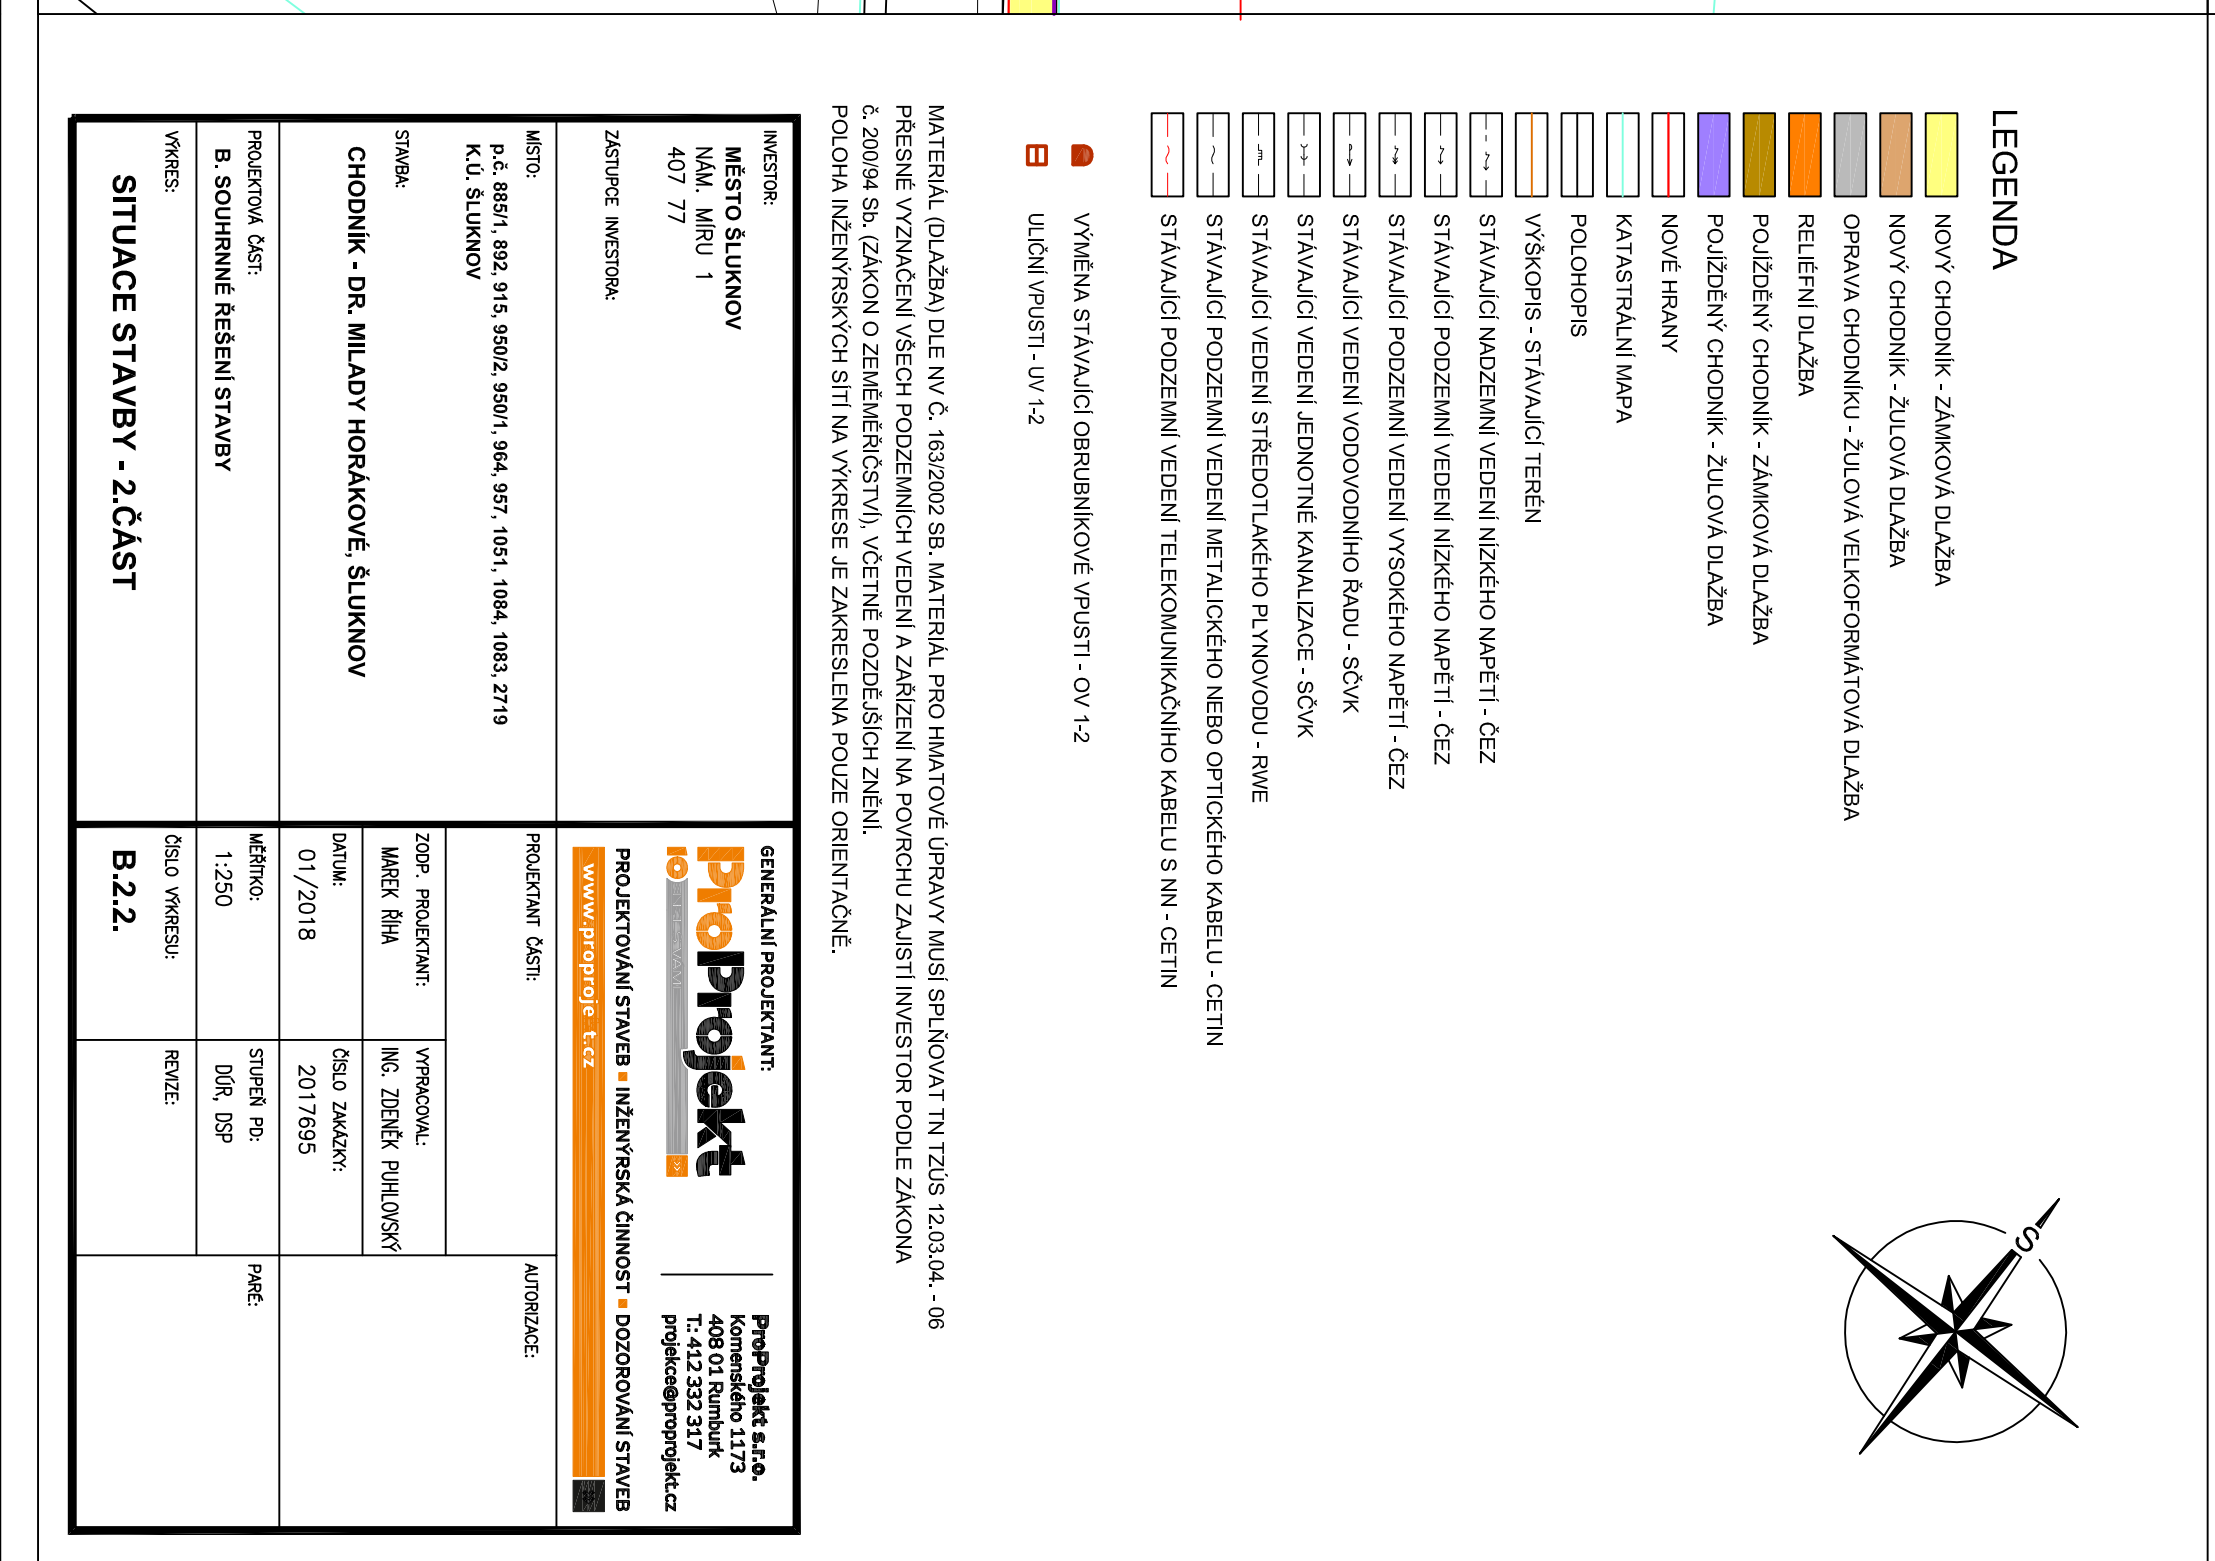 LEGENDA
NOVÝ CHODNÍK - ZÁMKOVÁ DLAŽBA
NOVÝ CHODNÍK - ŽULOVÁ DLAŽBA
OPRAVA CHODNÍKU - ŽULOVÁ VELKOFORMÁTOVÁ DLAŽBA
RELIÉFNÍ DLAŽBA
POJÍŽDĚNÝ CHODNÍK - ZÁMKOVÁ DLAŽBA
POJÍŽDĚNÝ CHODNÍK - ŽULOVÁ DLAŽBA
NOVÉ HRANY
KATASTRÁLNÍ MAPA
POLOHOPIS
VÝŠKOPIS - STÁVAJÍCÍ TERÉN
STÁVAJÍCÍ NADZEMNÍ VEDENÍ NÍZKÉHO NAPĚTÍ - ČEZ
STÁVAJÍCÍ PODZEMNÍ VEDENÍ NÍZKÉHO NAPĚTÍ - ČEZ
STÁVAJÍCÍ PODZEMNÍ VEDENÍ VYSOKÉHO NAPĚTÍ - ČEZ
STÁVAJÍCÍ VEDENÍ VODOVODNÍHO ŘADU - SČVK
STÁVAJÍCÍ VEDENÍ JEDNOTNÉ KANALIZACE - SČVK
STÁVAJÍCÍ VEDENÍ STŘEDOTLAKÉHO PLYNOVODU - RWE
STÁVAJÍCÍ PODZEMNÍ VEDENÍ METALICKÉHO NEBO OPTICKÉHO KABELU - CETIN
STÁVAJÍCÍ PODZEMNÍ VEDENÍ TELEKOMUNIKAČNÍHO KABELU S NN - CETIN
VÝMĚNA STÁVAJÍCÍ OBRUBNÍKOVÉ VPUSTI - OV 1-2
ULIČNÍ VPUSTI - UV 1-2
S
MATERIÁL (DLAŽBA) DLE NV Č. 163/2002 SB. MATERIÁL PRO HMATOVÉ ÚPRAVY MUSÍ SPLŇOVAT TN TZÚS 12.03.04. - 06
PŘESNÉ VYZNAČENÍ VŠECH PODZEMNÍCH VEDENÍ A ZAŘÍZENÍ NA POVRCHU ZAJISTÍ INVESTOR PODLE ZÁKONA
č. 200/94 Sb. (ZÁKON O ZEMĚMĚŘIČSTVÍ), VČETNĚ POZDĚJŠÍCH ZNĚNÍ.
POLOHA INŽENÝRSKÝCH SÍTÍ NA VÝKRESE JE ZAKRESLENA POUZE ORIENTAČNĚ.
INVESTOR:
MĚSTO ŠLUKNOV
NÁM. MÍRU 1
407 77
ZÁSTUPCE INVESTORA:
MÍSTO:
p.č. 885/1, 892, 915, 950/2, 950/1, 964, 957, 1051, 1084, 1083, 2719
K.Ú. ŠLUKNOV
STAVBA:
CHODNÍK - DR. MILADY HORÁKOVÉ, ŠLUKNOV
PROJEKTOVÁ ČÁST:
B. SOUHRNNÉ ŘEŠENÍ STAVBY
VÝKRES:
SITUACE STAVBY - 2.ČÁST
GENERÁLNÍ PROJEKTANT:
ProProjekt
ProProjekt s.r.o.
Komenského 1173
408 01 Rumburk
T.: 412 332 317
projekce@proprojekt.cz
PROJEKTOVÁNÍ STAVEB ▪ INŽENÝRSKÁ ČINNOST ▪ DOZOROVÁNÍ STAVEB
www.proproje t.cz
PROJEKTANT ČÁSTI:
AUTORIZACE:
ZODP. PROJEKTANT:
MAREK ŘÍHA
VYPRACOVAL:
ING. ZDENĚK PUHLOVSKÝ
DATUM:
01/2018
ČÍSLO ZAKÁZKY:
2017695
MĚŘÍTKO:
1:250
STUPEŇ PD:
DÚR, DSP
PARÉ:
ČÍSLO VÝKRESU:
B.2.2.
REVIZE: